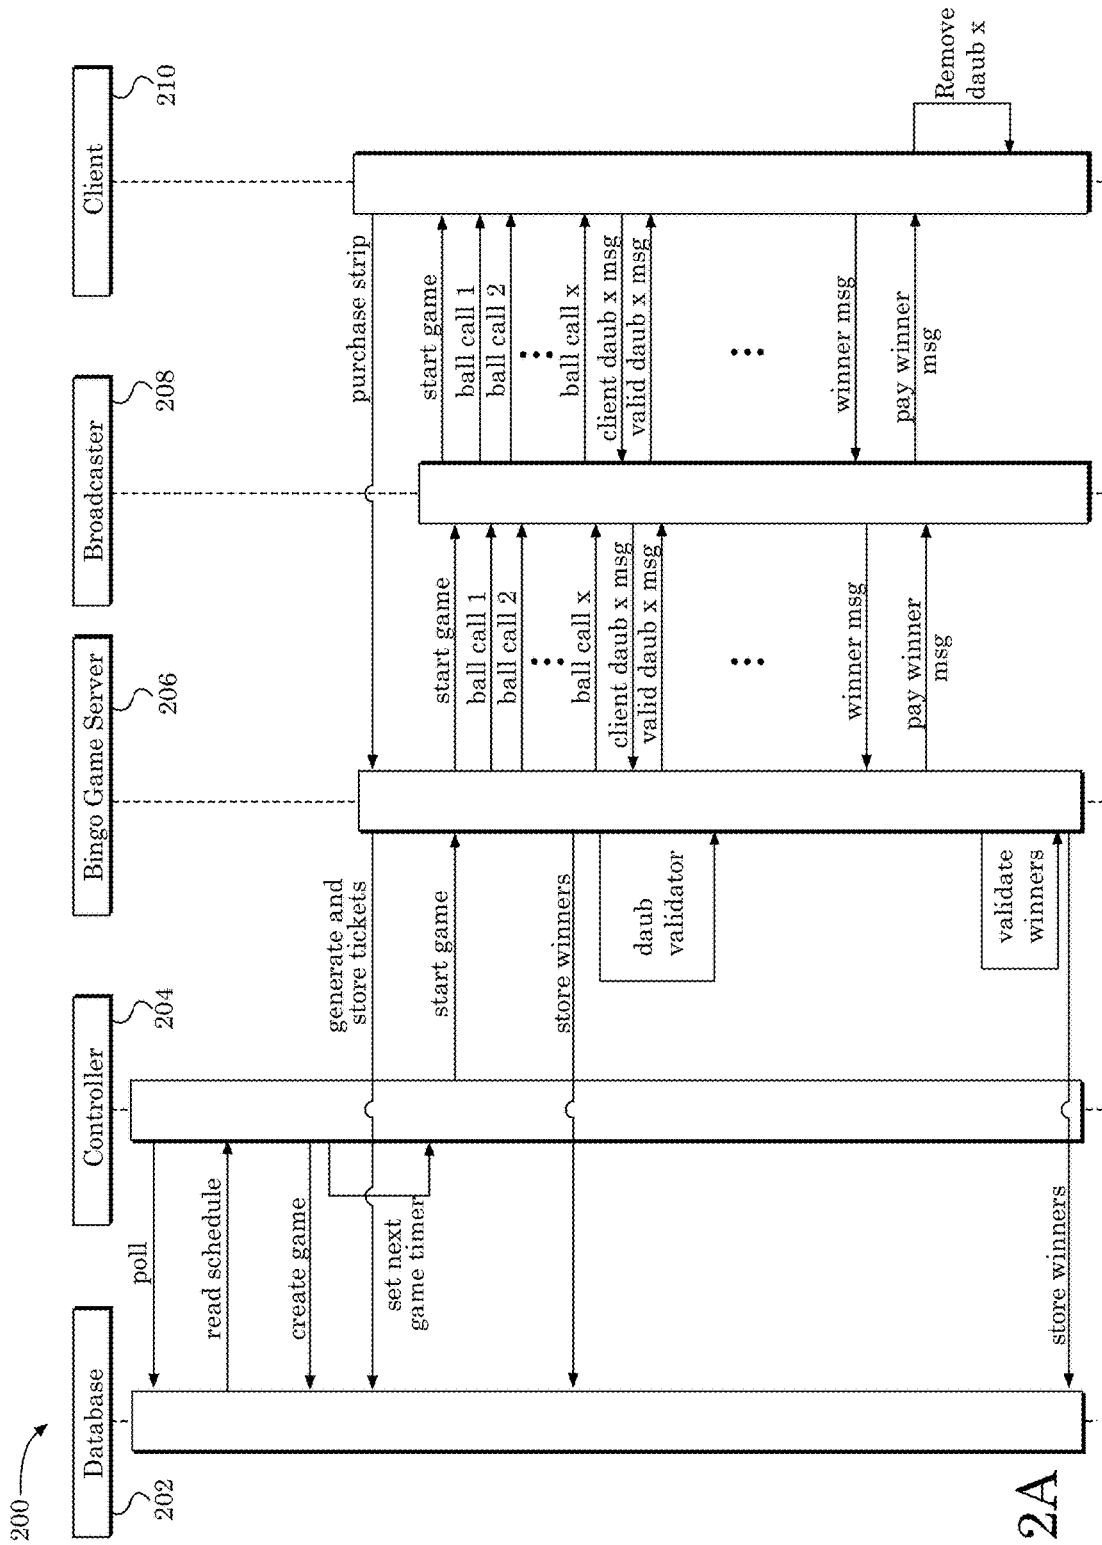 200
Database
202
Controller
204
Bingo Game Server
206
Broadcaster
208
Client
210
poll
read schedule
create game
set next
game timer
generate and
store tickets
purchase strip
start game
start game
start game
ball call 1
ball call 1
ball call 2
ball call 2
store winners
ball call x
ball call x
client daub x msg
client daub x msg
valid daub x msg
valid daub x msg
daub
validator
winner msg
winner msg
pay winner
msg
pay winner
msg
Remove
daub x
validate
winners
store winners
2A